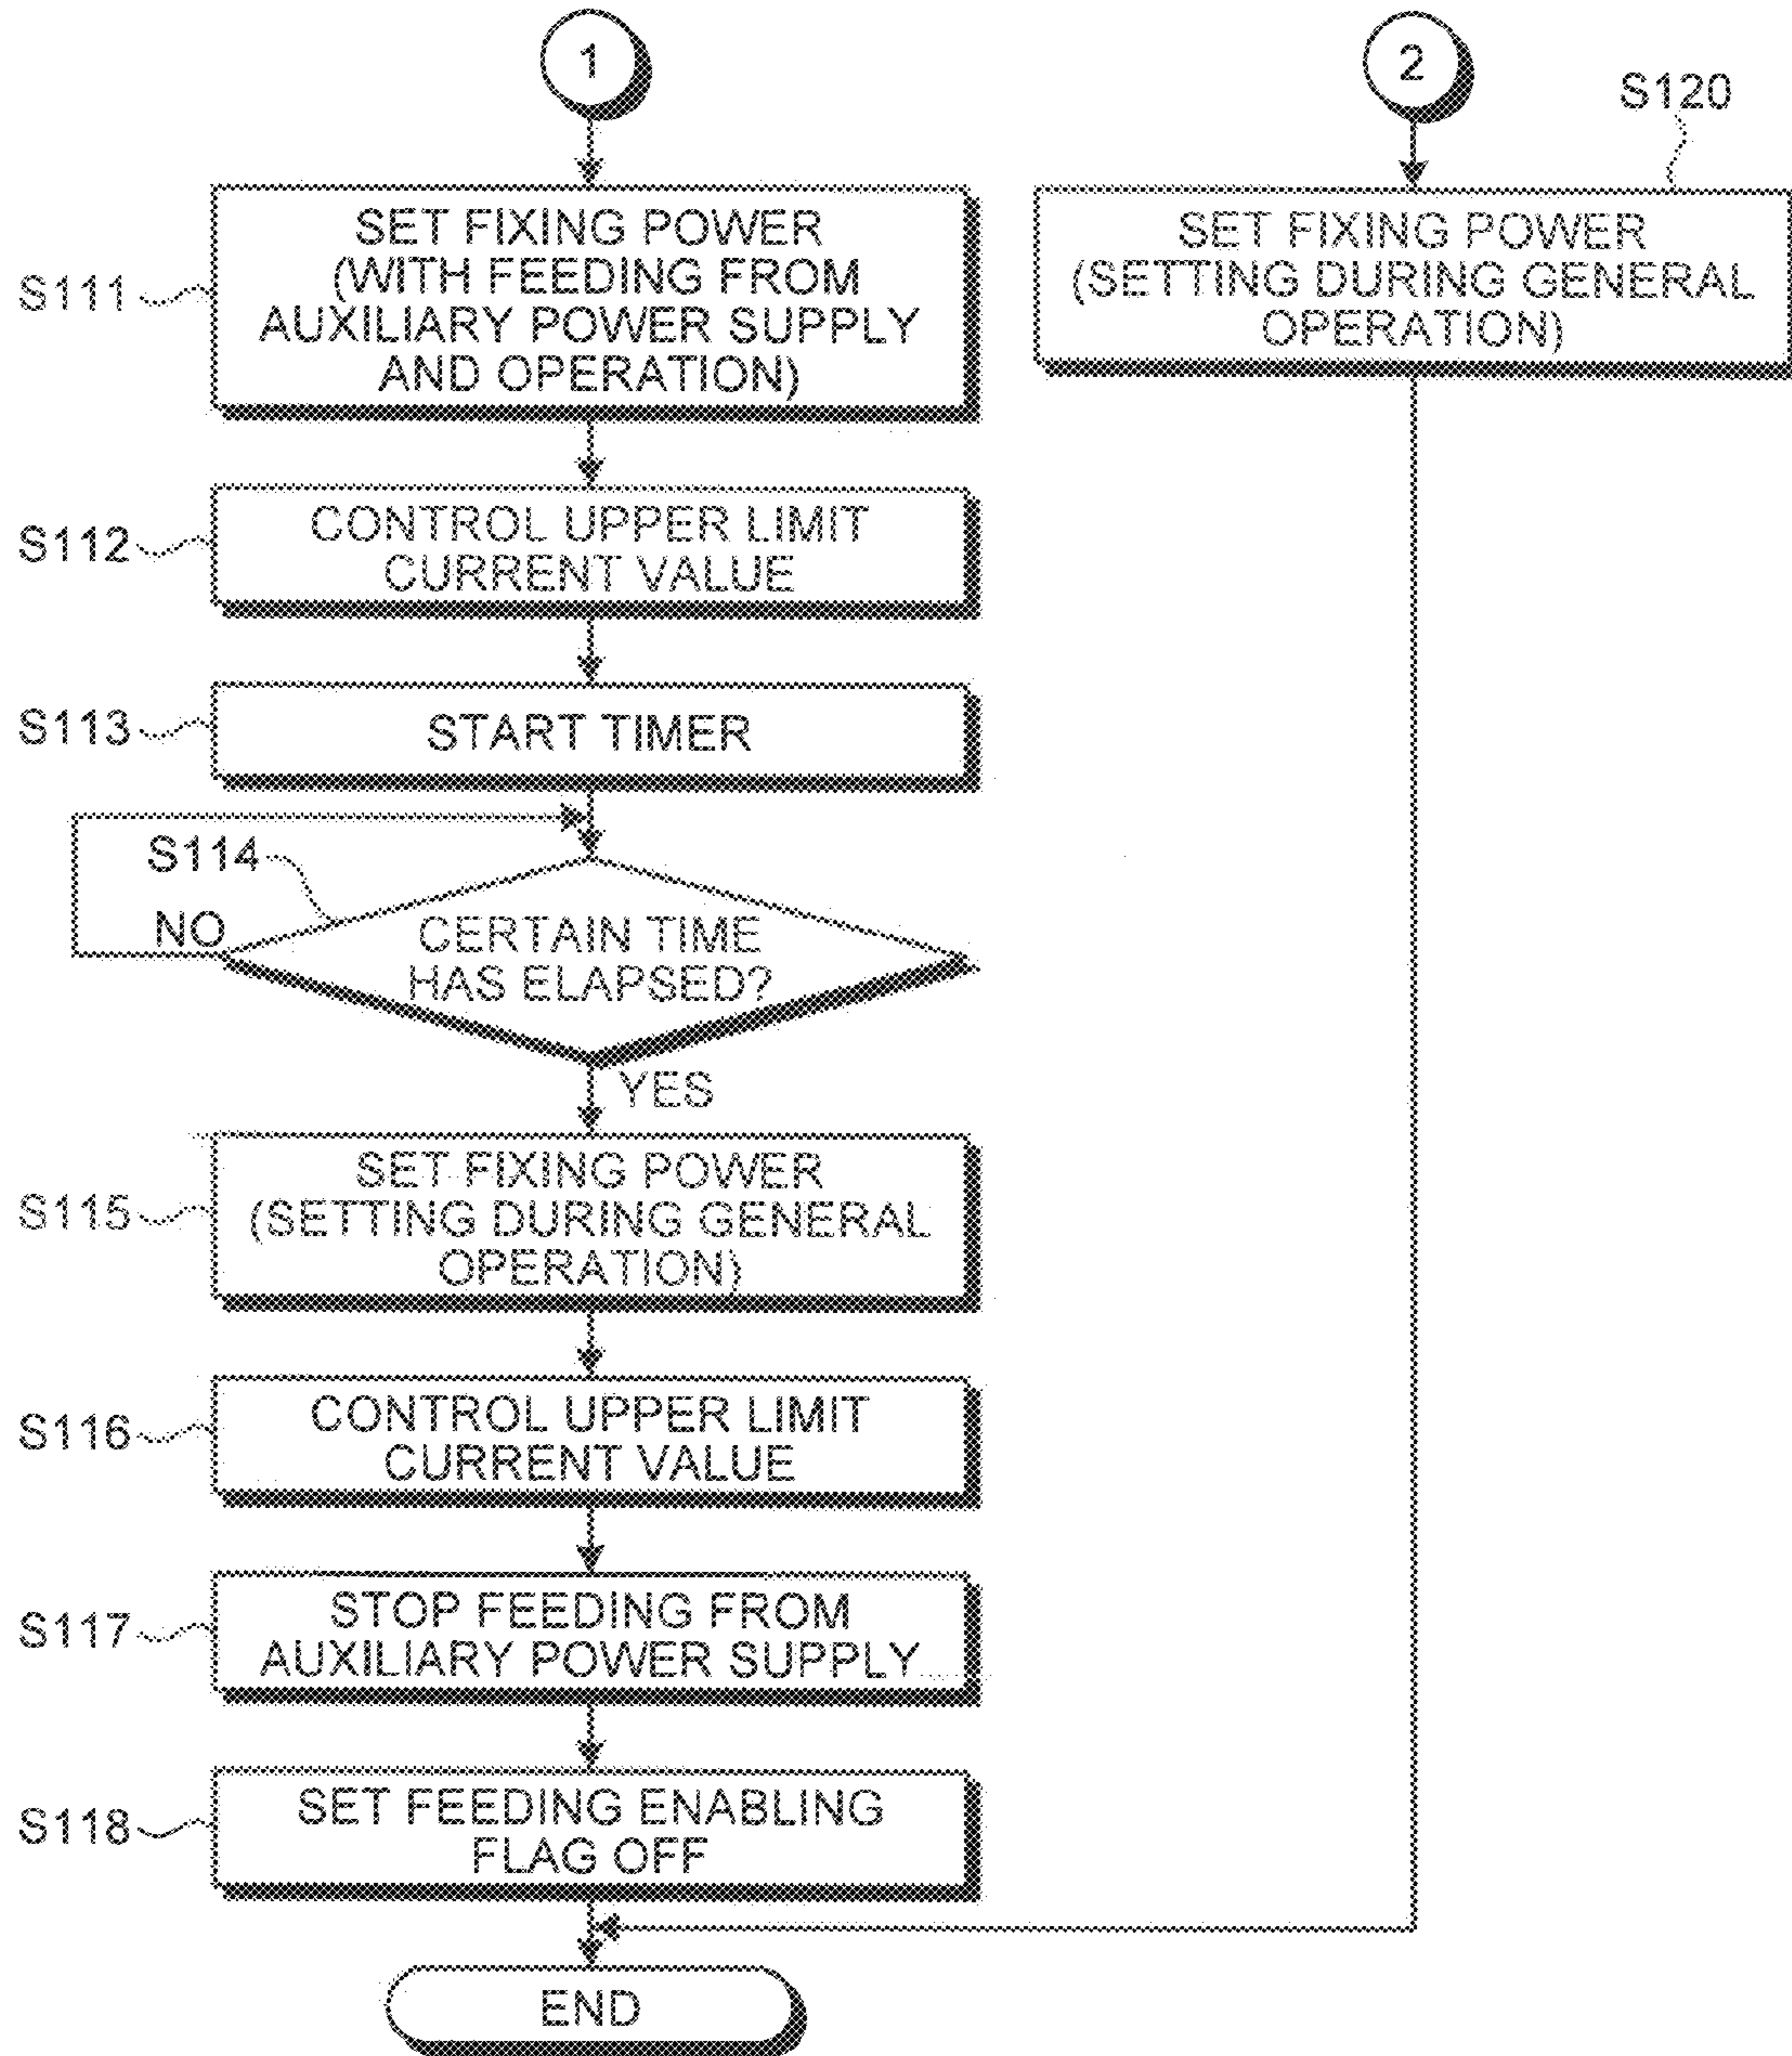 1
S111
SET FIXING POWER
(WITH FEEDING FROM
AUXILIARY POWER SUPPLY
AND OPERATION)
S112
CONTROL UPPER LIMIT
CURRENT VALUE
S113
START TIMER
S114
NO
CERTAIN TIME
HAS ELAPSED?
YES
S115
SET FIXING POWER
(SETTING DURING GENERAL
OPERATION)
S116
CONTROL UPPER LIMIT
CURRENT VALUE
S117
STOP FEEDING FROM
AUXILIARY POWER SUPPLY
S118
SET FEEDING ENABLING
FLAG OFF
END
2
S120
SET FIXING POWER
(SETTING DURING GENERAL
OPERATION)